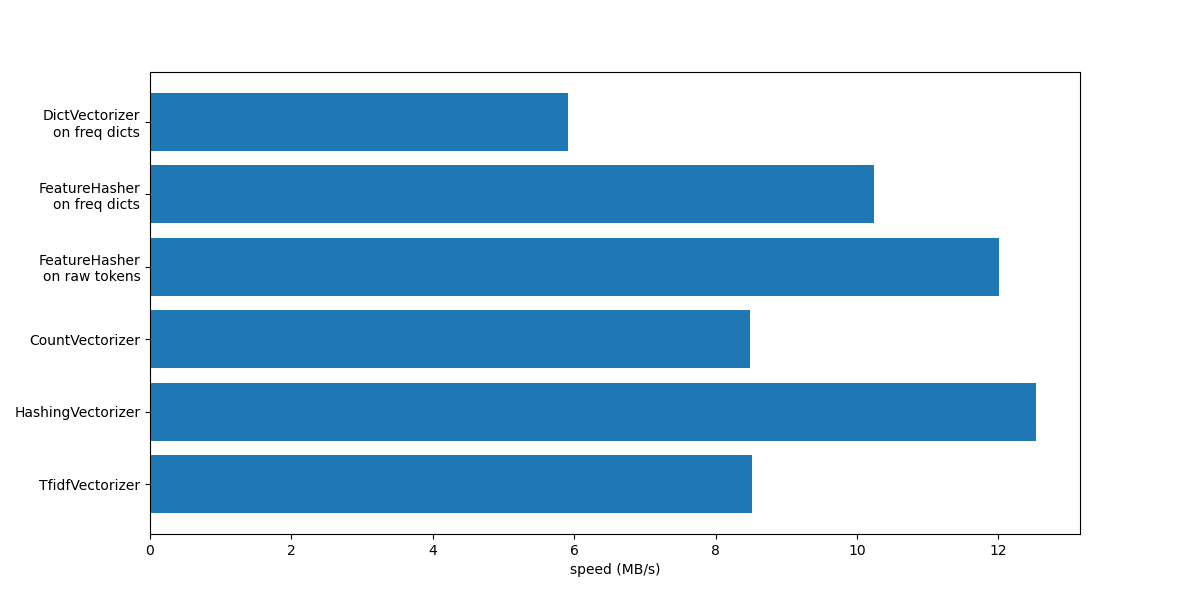 DictVectorizer
on freq dicts
FeatureHasher
on freq dicts
FeatureHasher
on raw tokens
CountVectorizer
HashingVectorizer
TfidfVectorizer
0 2 4 6 8 10 12
speed (MB/s)